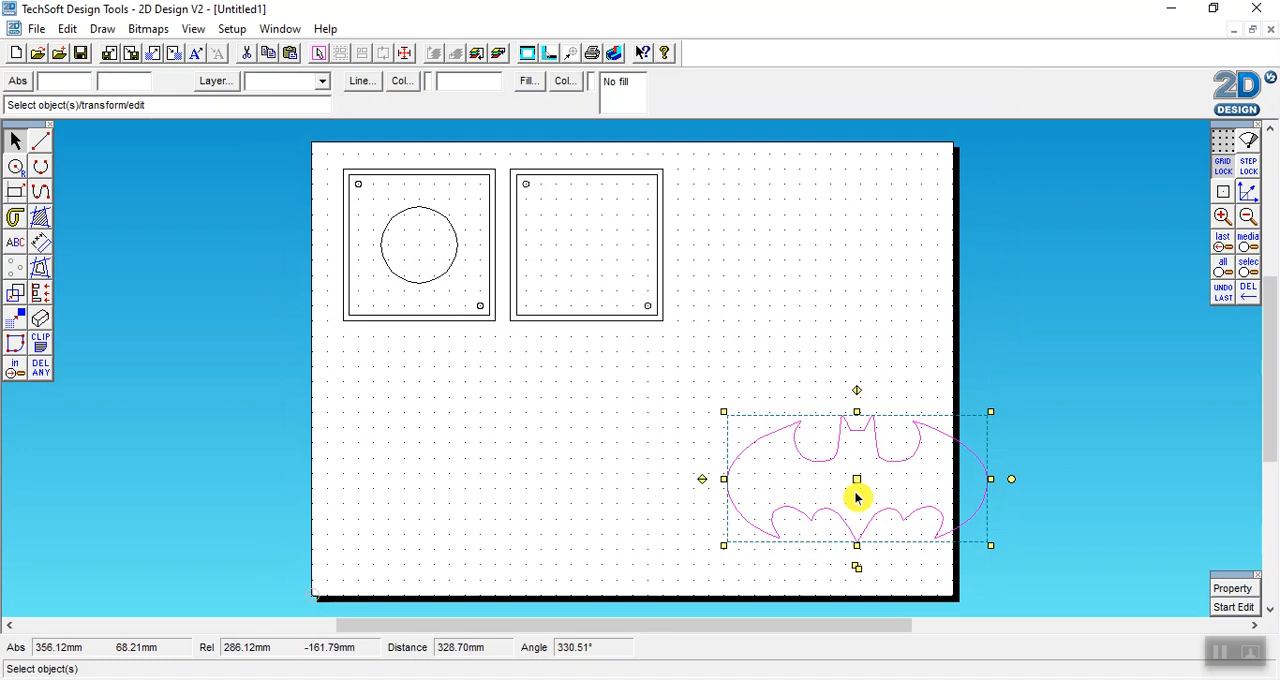 TechSoft Design Tools - 2D Design V2 - [Untitled1]
File Edit Draw Bitmaps View Setup Window Help
Abs Layer... Line... Col... Fill... Col... No fill
Select object(s)/transform/edit
2D V2
DESIGN
R
ABC
CLIP
in DEL ANY
GRID LOCK STEP LOCK
last media
all selec
UNDO LAST DEL
Property
Start Edit
Abs 356.12mm 68.21mm Rel 286.12mm -161.79mm Distance 328.70mm Angle 330.51°
Select object(s)